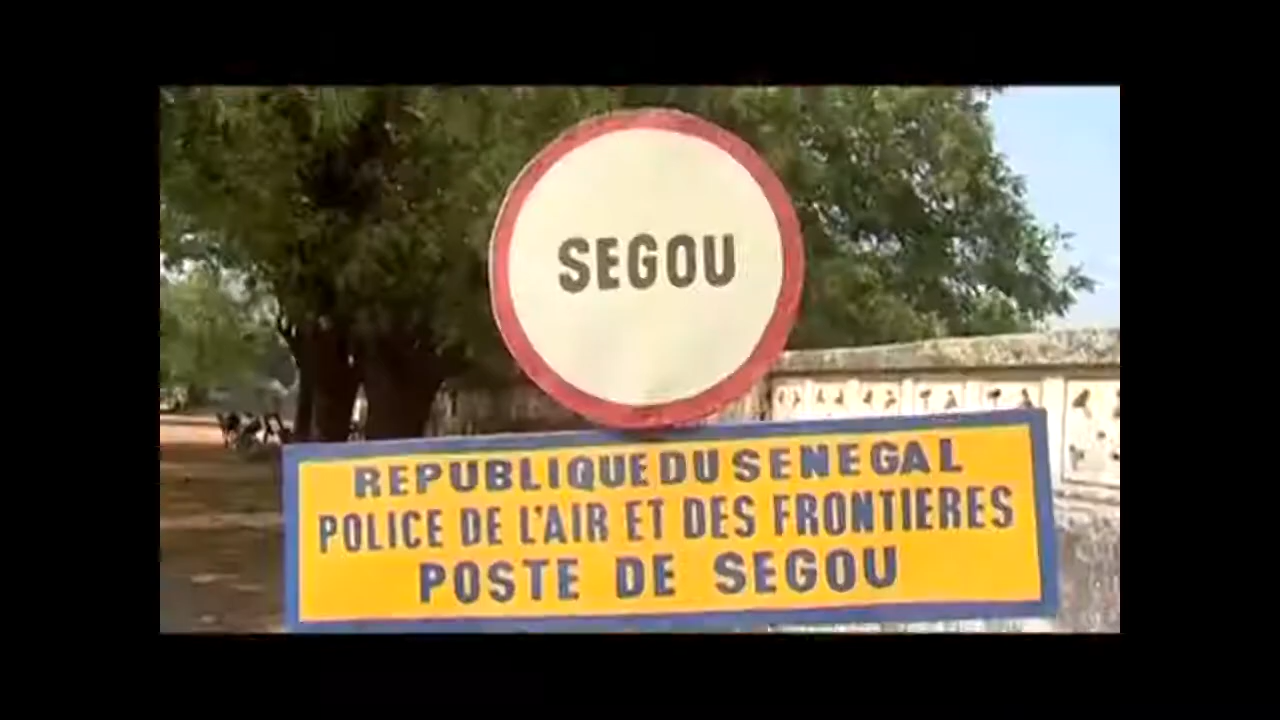 SEGOU
REPUBLIQUE DU SENEGAL
POLICE DE L'AIR ET DES FRONTIERES
POSTE DE SEGOU